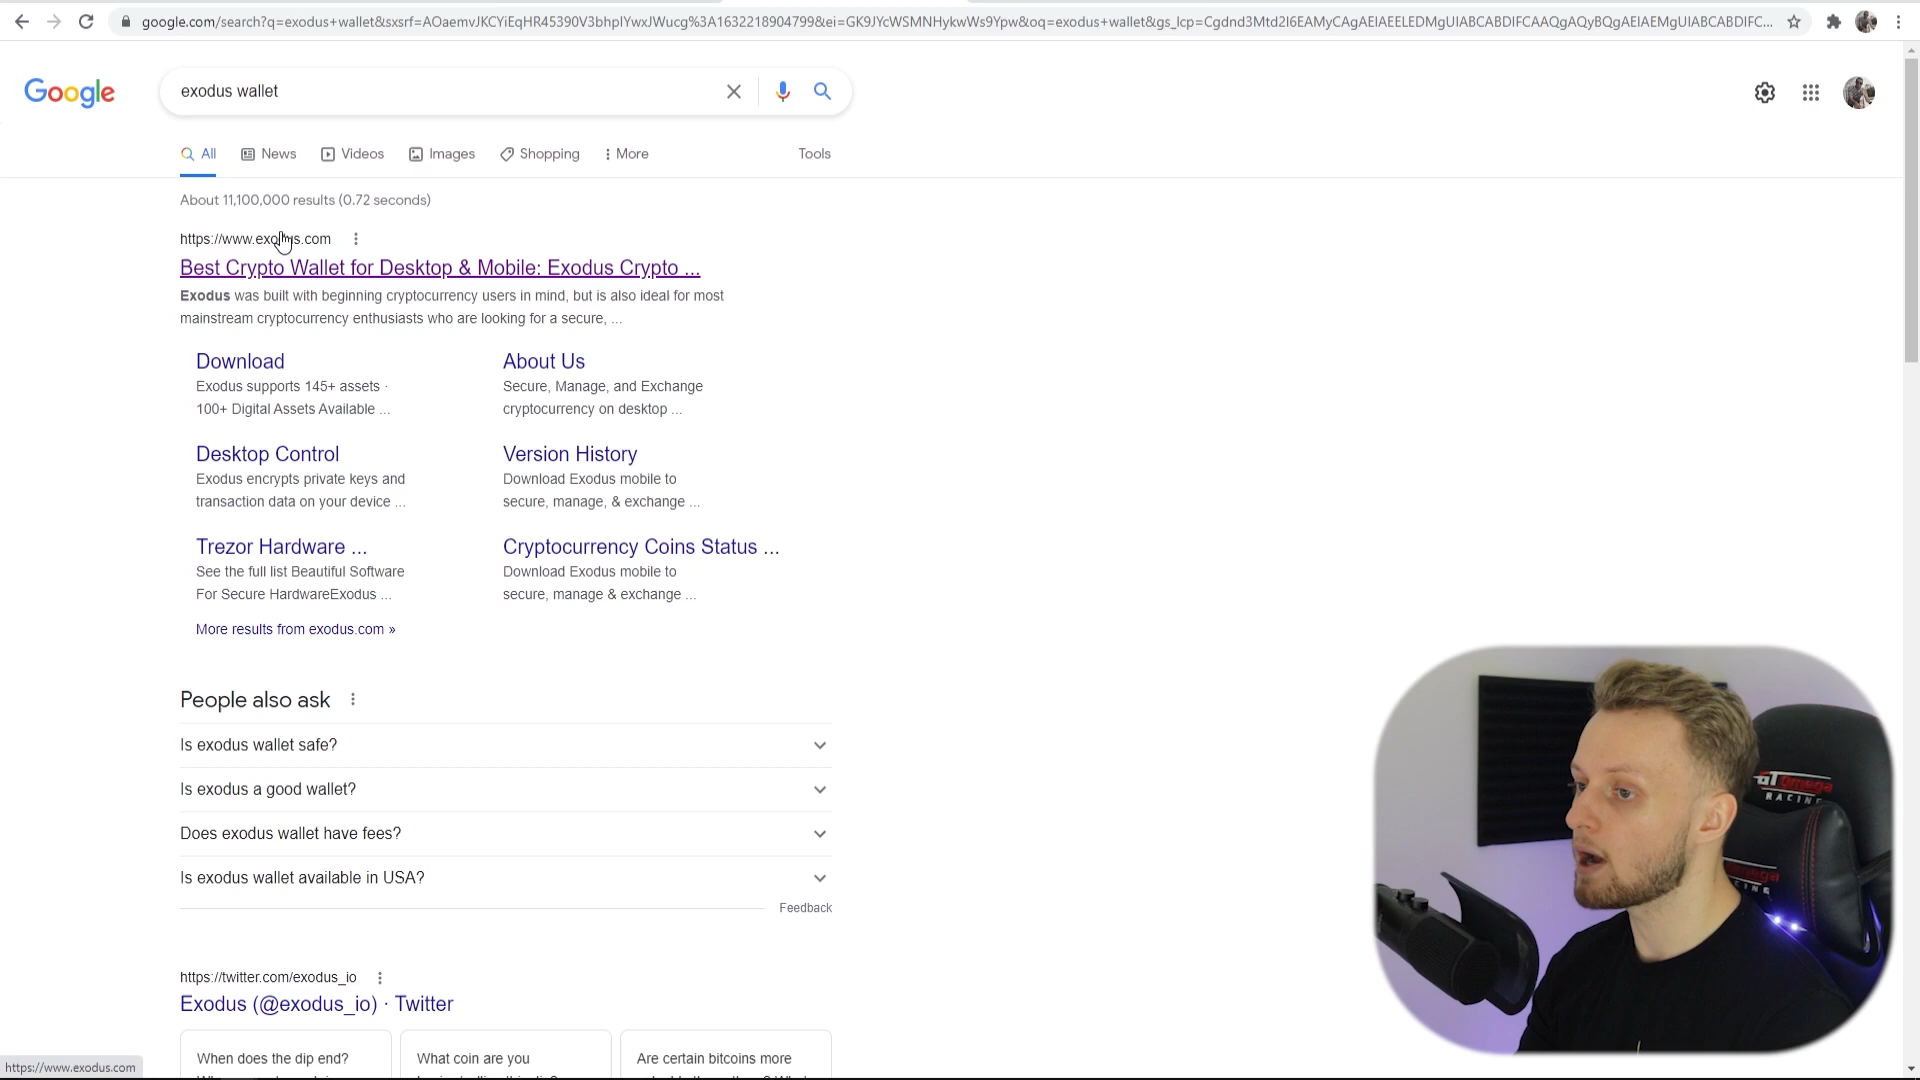 google.com/search?q=exodus+wallet&sxsrf=AOaemvJKCYiEqHR45390V3bhpIYwxJWucg%3A1632218904799&ei=GK9JYcWSMNHykwWs9Ypw&oq=exodus+wallet&gs_lcp=Cgdnd3Mtd2l6EAMyCAgAEIAEELEDMgUIABCABDIFCAAQgAQyBQgAEIAEMgUIABCABDIFC...
Google
exodus wallet
All News Videos Images Shopping More Tools
About 11,100,000 results (0.72 seconds)
https://www.exodus.com
Best Crypto Wallet for Desktop & Mobile: Exodus Crypto ...
Exodus was built with beginning cryptocurrency users in mind, but is also ideal for most
mainstream cryptocurrency enthusiasts who are looking for a secure, ...
Download
Exodus supports 145+ assets ·
100+ Digital Assets Available ...
About Us
Secure, Manage, and Exchange
cryptocurrency on desktop ...
Desktop Control
Exodus encrypts private keys and
transaction data on your device ...
Version History
Download Exodus mobile to
secure, manage, & exchange ...
Trezor Hardware ...
See the full list Beautiful Software
For Secure HardwareExodus ...
Cryptocurrency Coins Status ...
Download Exodus mobile to
secure, manage & exchange ...
More results from exodus.com »
People also ask
Is exodus wallet safe?
Is exodus a good wallet?
Does exodus wallet have fees?
Is exodus wallet available in USA?
Feedback
https://twitter.com/exodus_io
Exodus (@exodus_io) · Twitter
When does the dip end?
What coin are you
Are certain bitcoins more
https://www.exodus.com
GT Omega
RACING